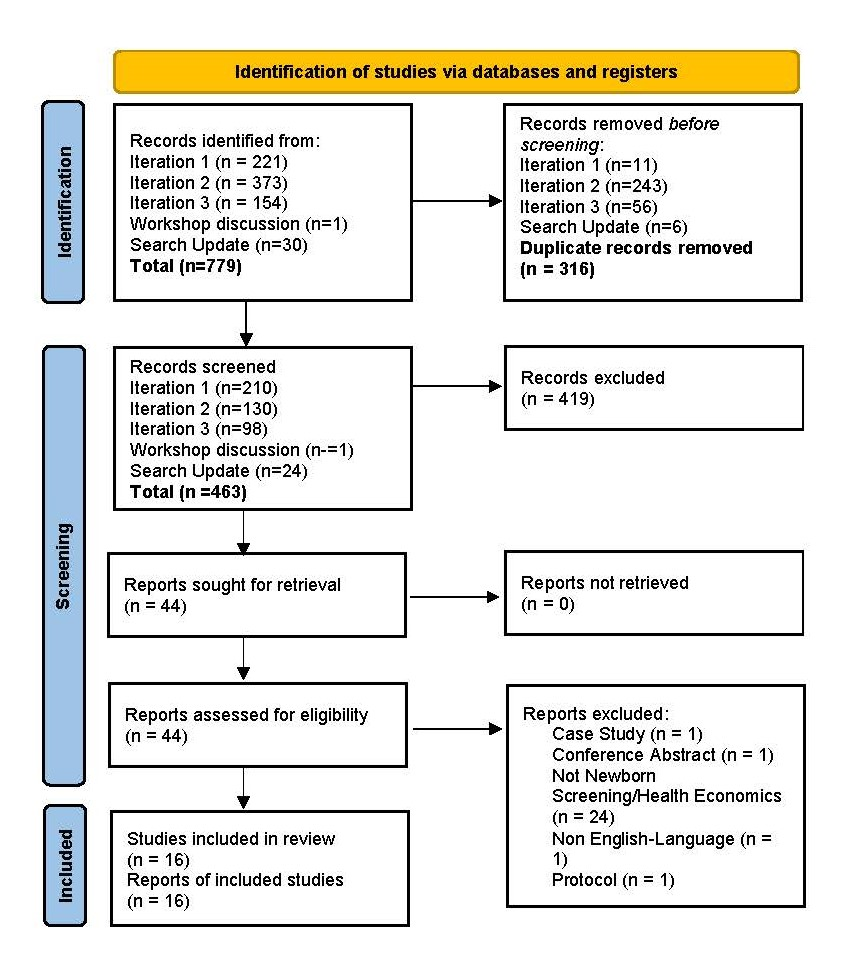 Identification of studies via databases and registers
Identification
Records identified from:
Iteration 1 (n = 221)
Iteration 2 (n = 373)
Iteration 3 (n = 154)
Workshop discussion (n=1)
Search Update (n=30)
Total (n=779)
Records removed before
screening:
Iteration 1 (n=11)
Iteration 2 (n=243)
Iteration 3 (n=56)
Search Update (n=6)
Duplicate records removed
(n = 316)
Screening
Records screened
Iteration 1 (n=210)
Iteration 2 (n=130)
Iteration 3 (n=98)
Workshop discussion (n-=1)
Search Update (n=24)
Total (n =463)
Records excluded
(n = 419)
Reports sought for retrieval
(n = 44)
Reports not retrieved
(n = 0)
Reports assessed for eligibility
(n = 44)
Reports excluded:
Case Study (n = 1)
Conference Abstract (n = 1)
Not Newborn
Screening/Health Economics
(n = 24)
Non English-Language (n =
1)
Protocol (n = 1)
Included
Studies included in review
(n = 16)
Reports of included studies
(n = 16)